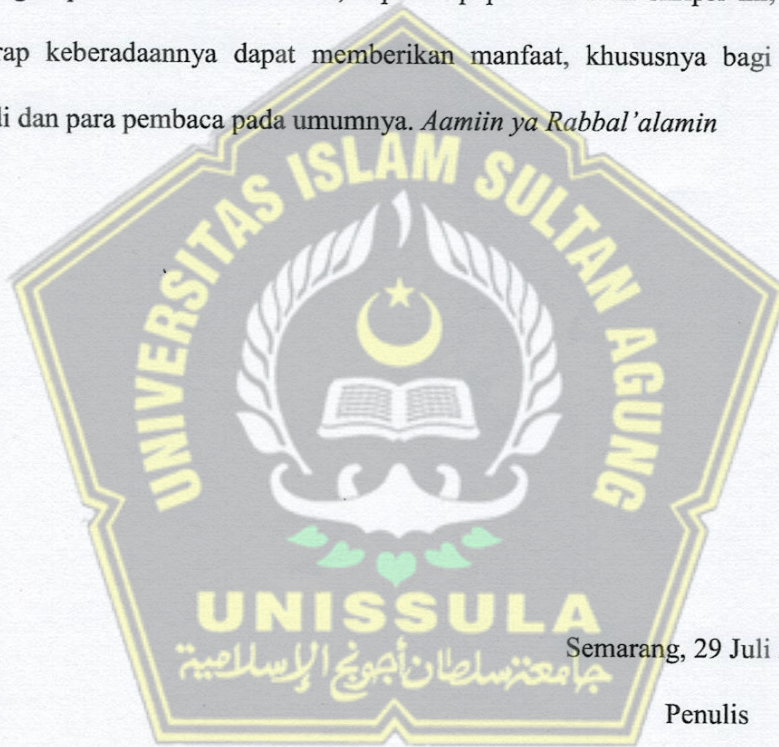 rap keberadaannya dapat memberikan manfaat, khususnya bagi
di dan para pembaca pada umumnya. Aamiin ya Rabbal'alamin
UNIVERSITAS ISLAM SULTAN AGUNG
UNISSULA
جامعة سلطان أجونج الإسلامية
Semarang, 29 Juli
Penulis